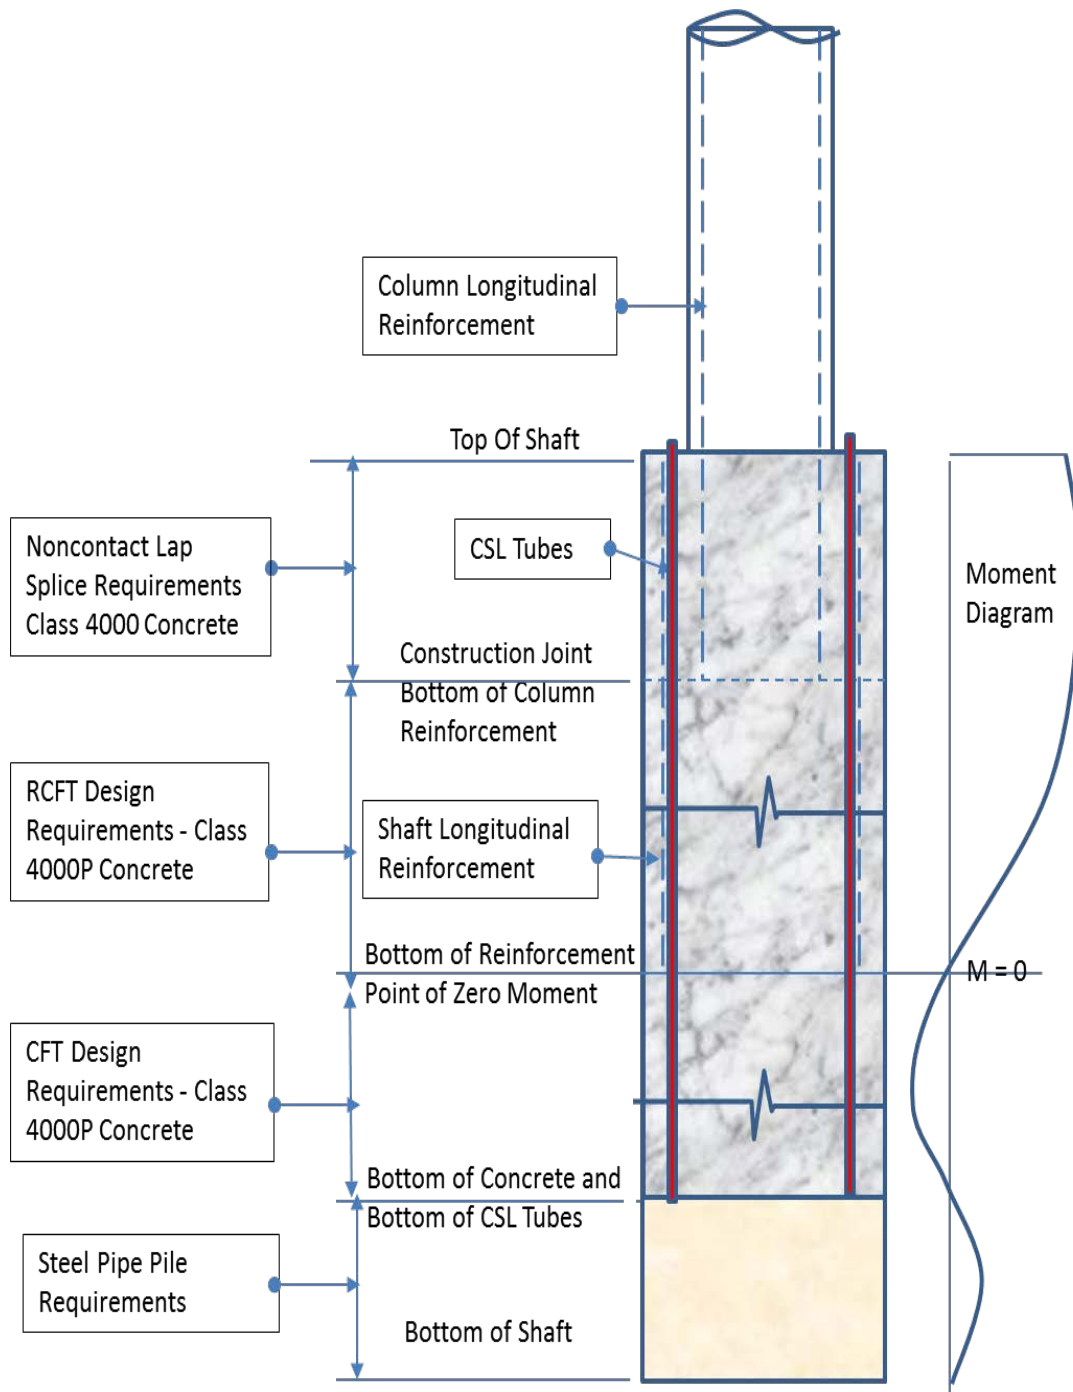 Column Longitudinal
Reinforcement
Top Of Shaft
Noncontact Lap
Splice Requirements
Class 4000 Concrete
CSL Tubes
Moment
Diagram
Construction Joint
Bottom of Column
Reinforcement
RCFT Design
Requirements - Class
4000P Concrete
Shaft Longitudinal
Reinforcement
Bottom of Reinforcement
Point of Zero Moment
M = 0
CFT Design
Requirements - Class
4000P Concrete
Bottom of Concrete and
Bottom of CSL Tubes
Steel Pipe Pile
Requirements
Bottom of Shaft